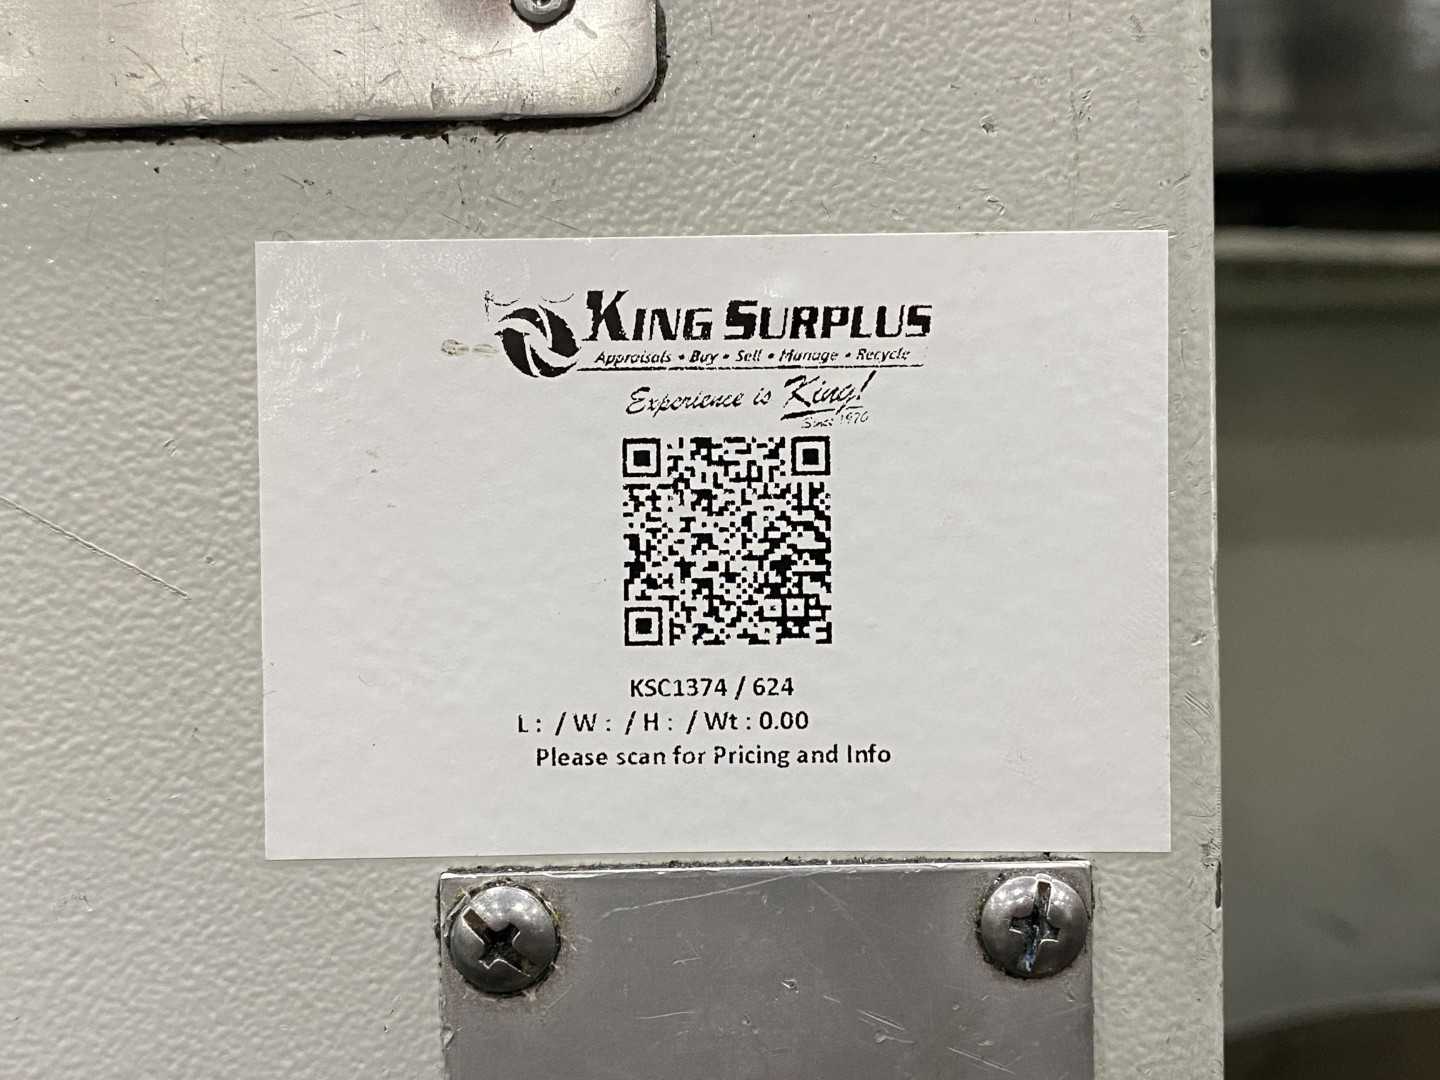 KING SURPLUS
Appraisals • Buy • Sell • Manage • Recycle
Experience is King!
Since 1970
KSC1374 / 624
L : / W : / H : / Wt : 0.00
Please scan for Pricing and Info